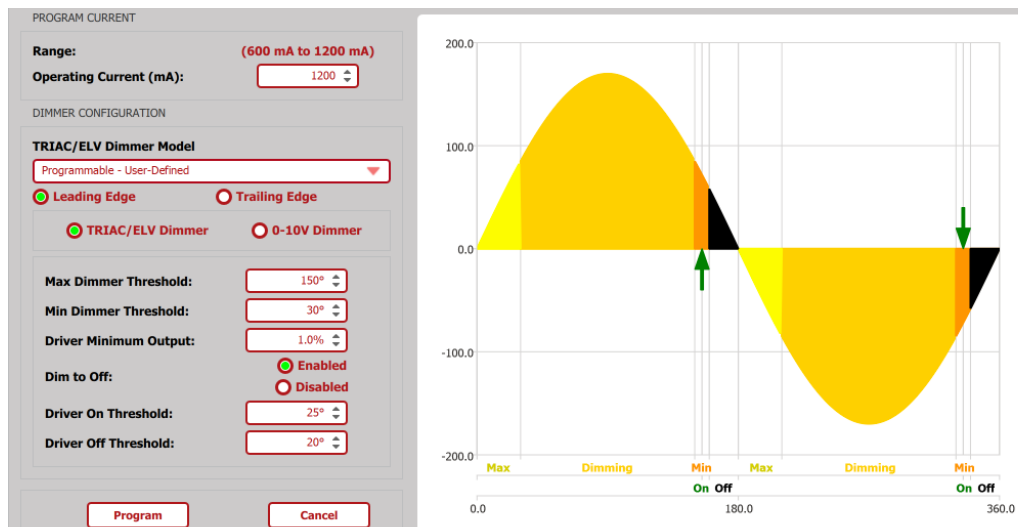 PROGRAM CURRENT
Range: (600 mA to 1200 mA)
Operating Current (mA): 1200
DIMMER CONFIGURATION
TRIAC/ELV Dimmer Model
Programmable - User-Defined
Leading Edge Trailing Edge
TRIAC/ELV Dimmer 0-10V Dimmer
Max Dimmer Threshold: 150°
Min Dimmer Threshold: 30°
Driver Minimum Output: 1.0%
Dim to Off: Enabled
Disabled
Driver On Threshold: 25°
Driver Off Threshold: 20°
Program Cancel
200.0
100.0
0.0
-100.0
-200.0
Max Dimming Min Max Dimming Min
On Off On Off
0.0 180.0 360.0